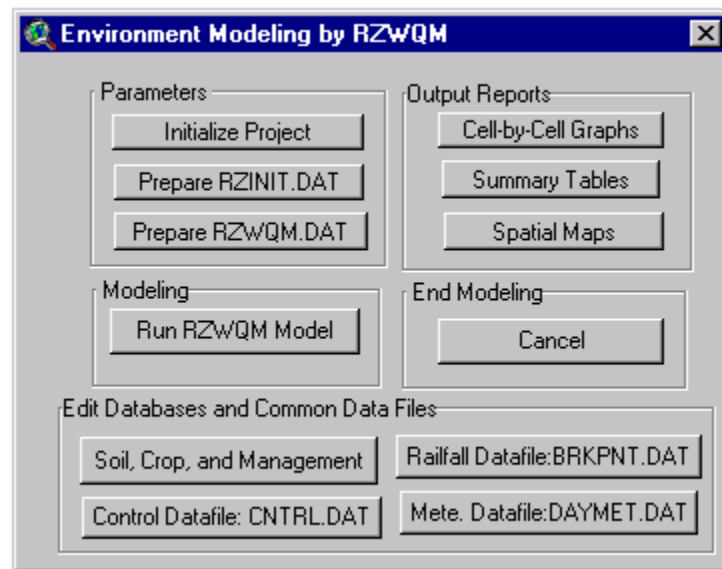 Environment Modeling by RZWQM
Parameters
Initialize Project
Prepare RZINIT.DAT
Prepare RZWQM.DAT
Output Reports
Cell-by-Cell Graphs
Summary Tables
Spatial Maps
Modeling
Run RZWQM Model
End Modeling
Cancel
Edit Databases and Common Data Files
Soil, Crop, and Management
Railfall Datafile:BRKPNT.DAT
Control Datafile: CNTRL.DAT
Mete. Datafile:DAYMET.DAT